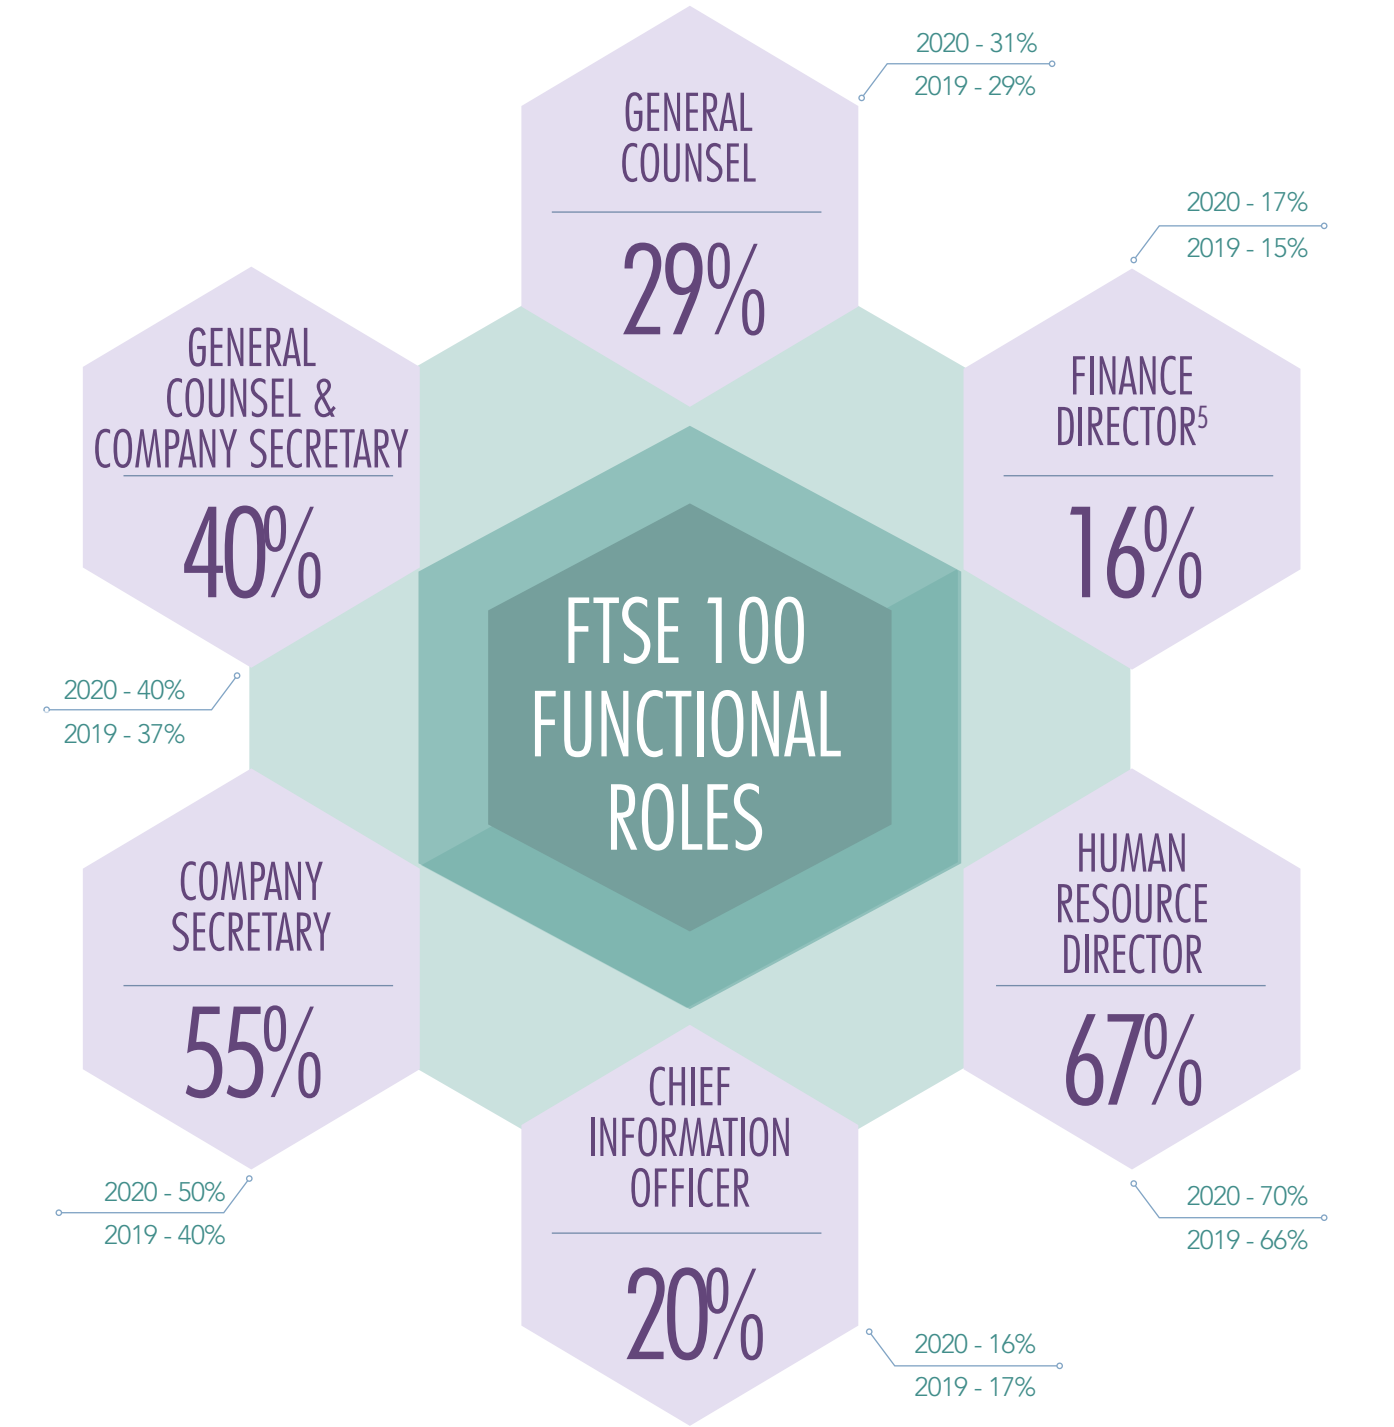 2020 - 31%
2019 - 29%
GENERAL
COUNSEL
29%
2020 - 17%
2019 - 15%
FINANCE
DIRECTOR⁵
16%
GENERAL
COUNSEL &
COMPANY SECRETARY
40%
2020 - 40%
2019 - 37%
FTSE 100
FUNCTIONAL
ROLES
COMPANY
SECRETARY
55%
2020 - 50%
2019 - 40%
HUMAN
RESOURCE
DIRECTOR
67%
2020 - 70%
2019 - 66%
CHIEF
INFORMATION
OFFICER
20%
2020 - 16%
2019 - 17%